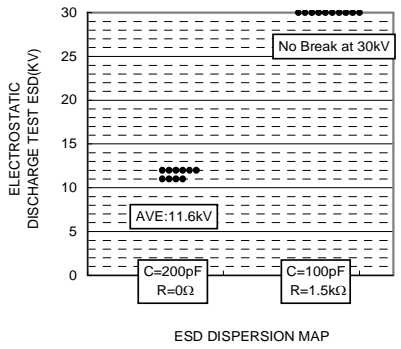 ELECTROSTATIC
DISCHARGE TEST ESD(KV)
30
25
20
15
10
5
0
No Break at 30kV
AVE:11.6kV
C=200pF
R=0Ω
C=100pF
R=1.5kΩ
ESD DISPERSION MAP